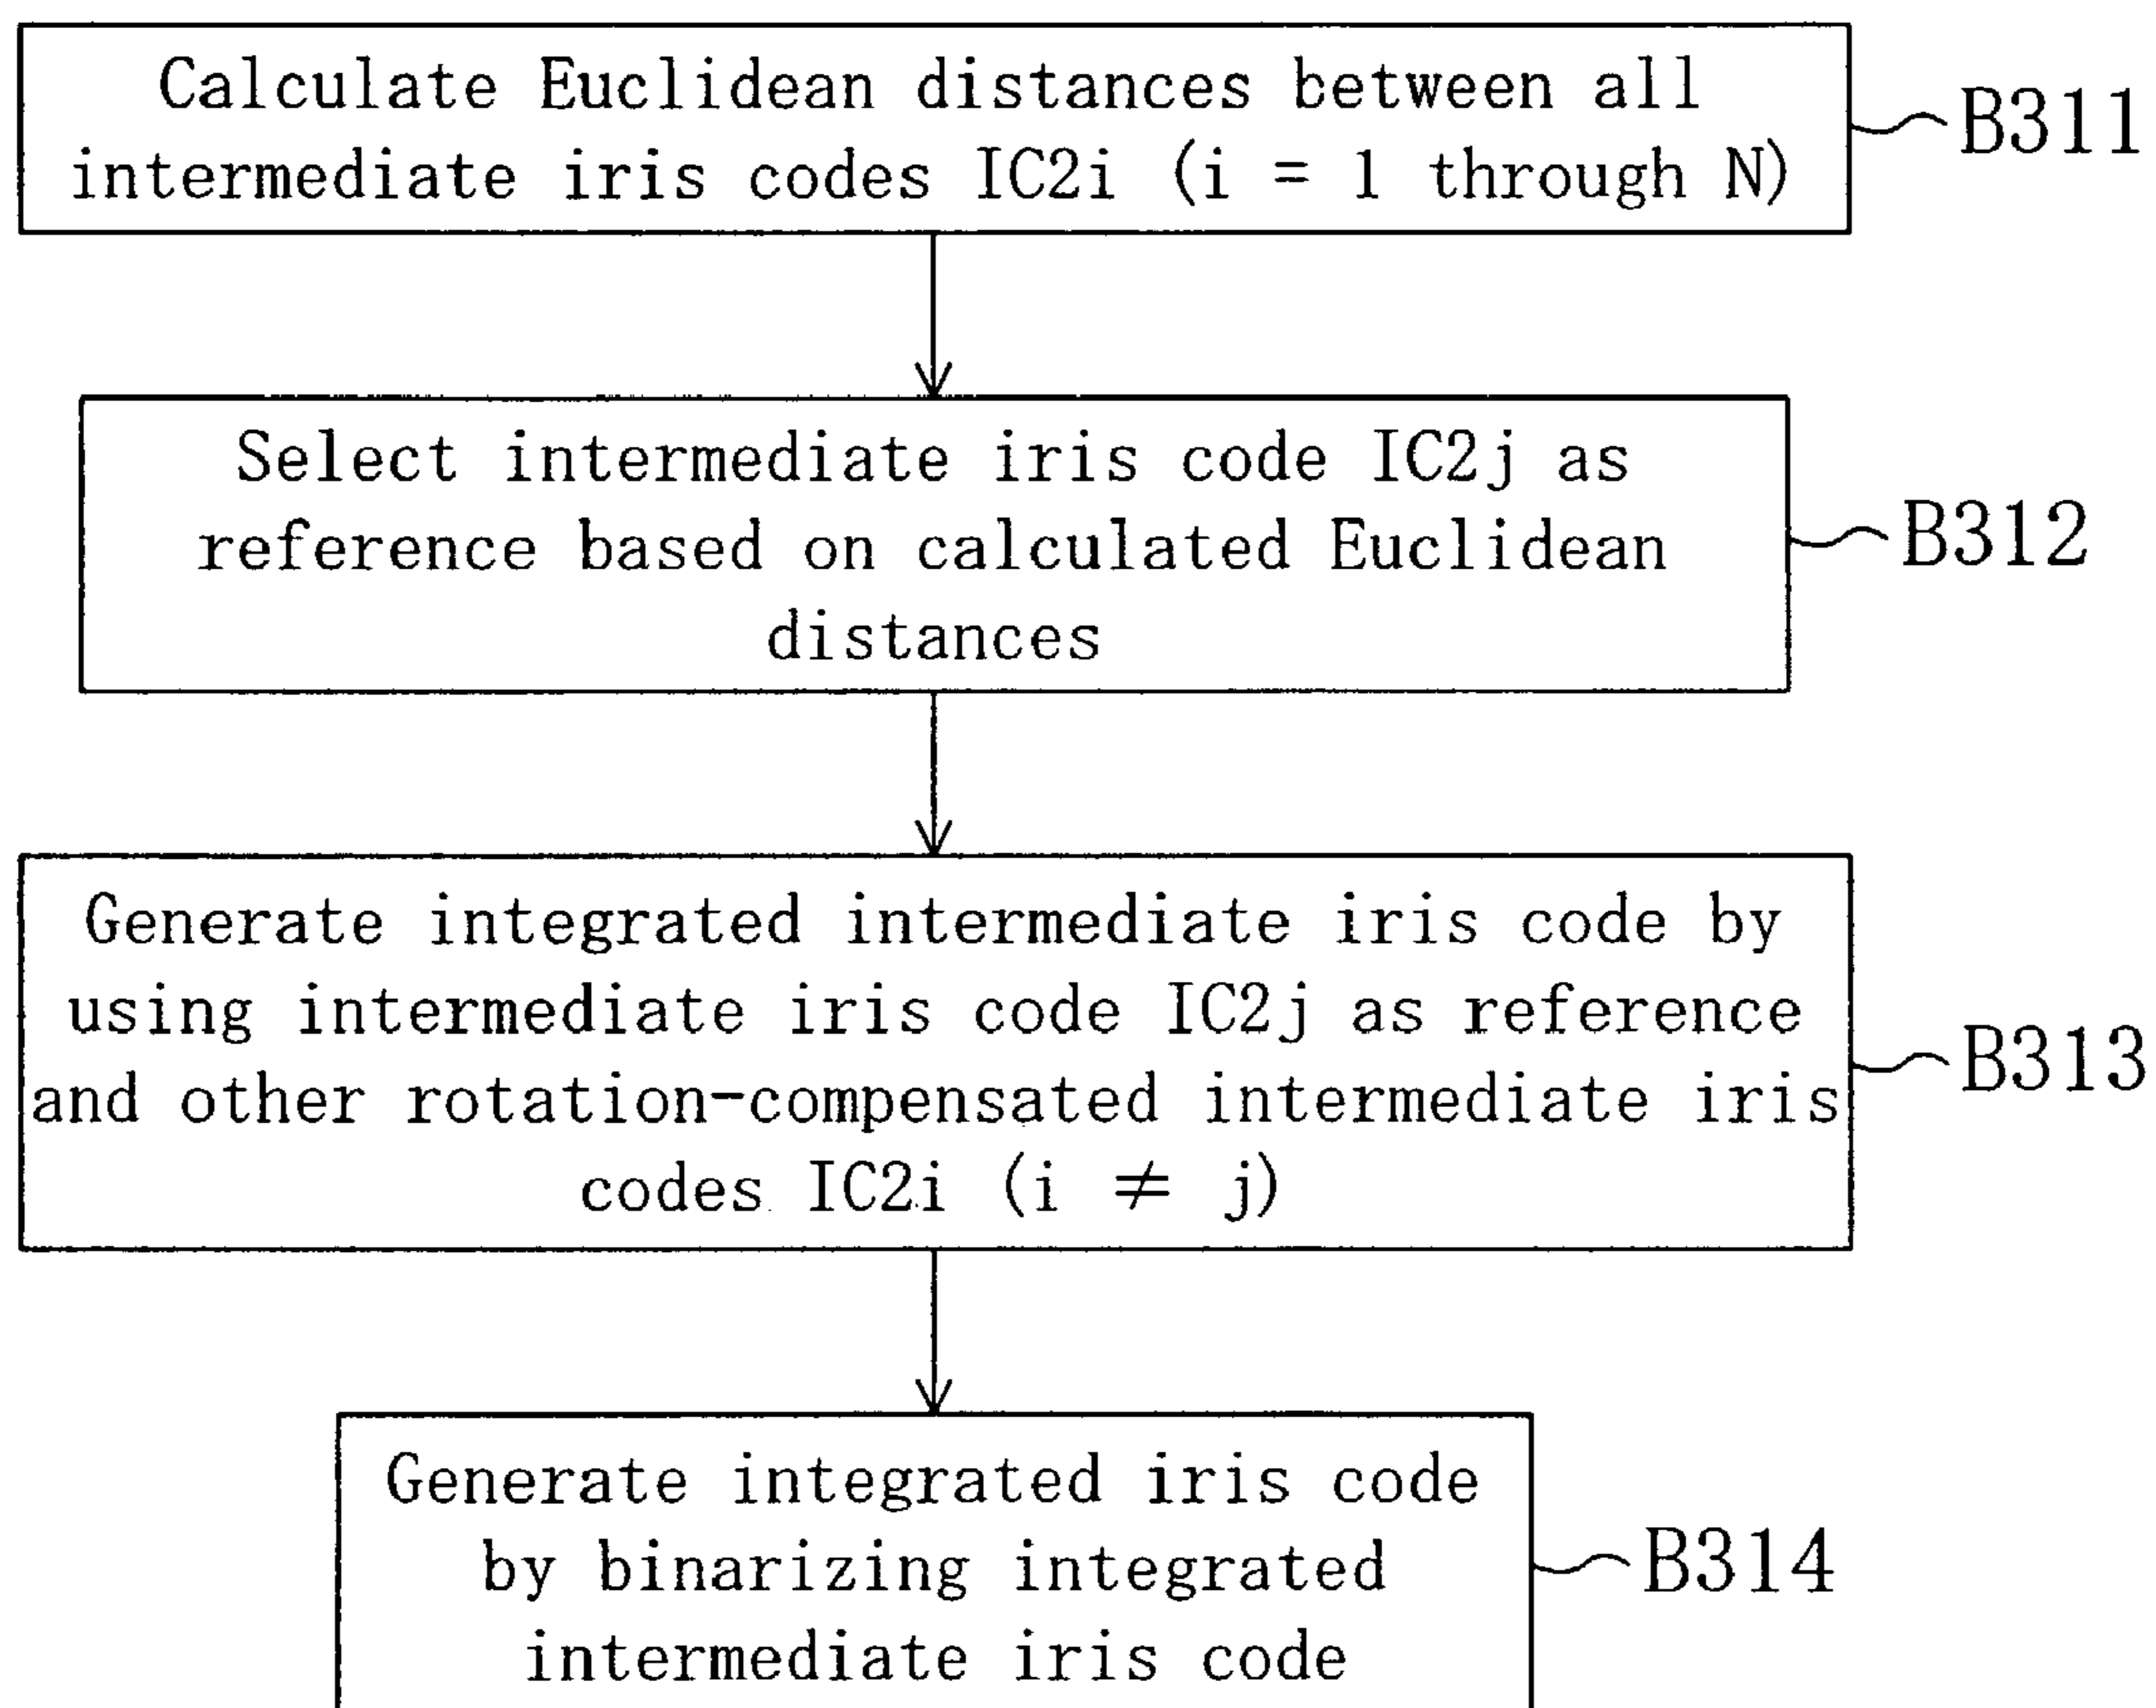 Calculate Euclidean distances between all
intermediate iris codes IC2i (i = 1 through N)
B311
Select intermediate iris code IC2j as
reference based on calculated Euclidean
distances
B312
Generate integrated intermediate iris code by
using intermediate iris code IC2j as reference
and other rotation-compensated intermediate iris
codes IC2i (i ≠ j)
B313
Generate integrated iris code
by binarizing integrated
intermediate iris code
B314